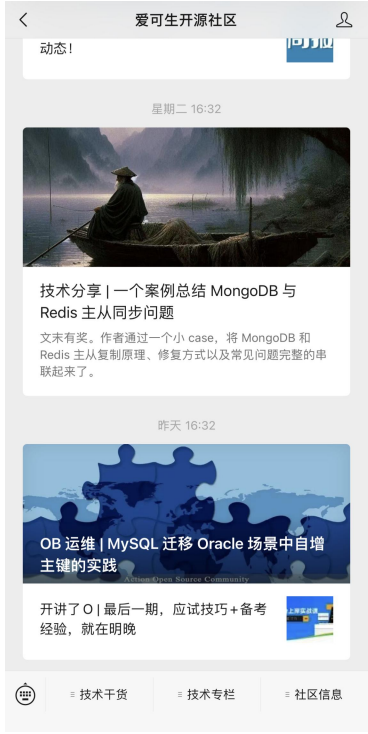 爱可生开源社区
动态！
星期二 16:32
技术分享 | 一个案例总结 MongoDB 与
Redis 主从同步问题
文末有奖。作者通过一个小 case，将 MongoDB 和
Redis 主从复制原理、修复方式以及常见问题完整的串
联起来了。
昨天 16:32
OB 运维 | MySQL 迁移 Oracle 场景中自增
主键的实践
Action Open Source Community
开讲了O | 最后一期，应试技巧+备考
经验，就在明晚
技术干货
技术专栏
社区信息